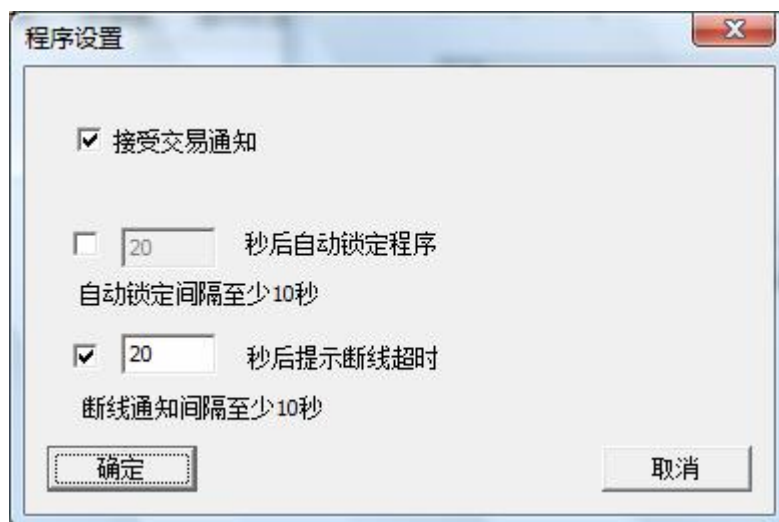 程序设置
接受交易通知
20 秒后自动锁定程序
自动锁定间隔至少10秒
20 秒后提示断线超时
断线通知间隔至少10秒
确定 取消